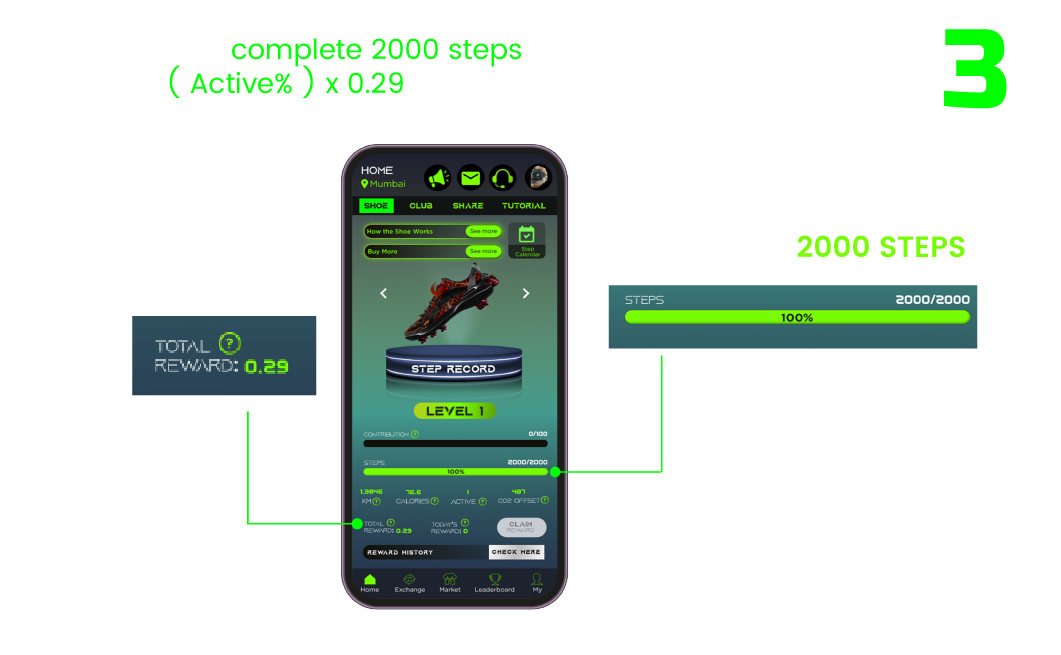 complete 2000 steps
( Active% ) x 0.29
3
HOME
Mumbai
SHOE CLUB SHARE TUTORIAL
How the Shoe Works See more
Buy More See more
Step
Calendar
STEP RECORD
LEVEL 1
CONTRIBUTION ? 0/100
STEPS 2000/2000
100%
1.3845 76.6 1 487
KM ? CALORIES ? ACTIVE ? CO2 OFFSET ?
TOTAL ?
REWARD: 0.29
TODAY'S ?
REWARD: 0
CLAIM
REWARD
REWARD HISTORY CHECK HERE
Home Exchange Market Leaderboard My
TOTAL ?
REWARD: 0.29
2000 STEPS
STEPS 2000/2000
100%